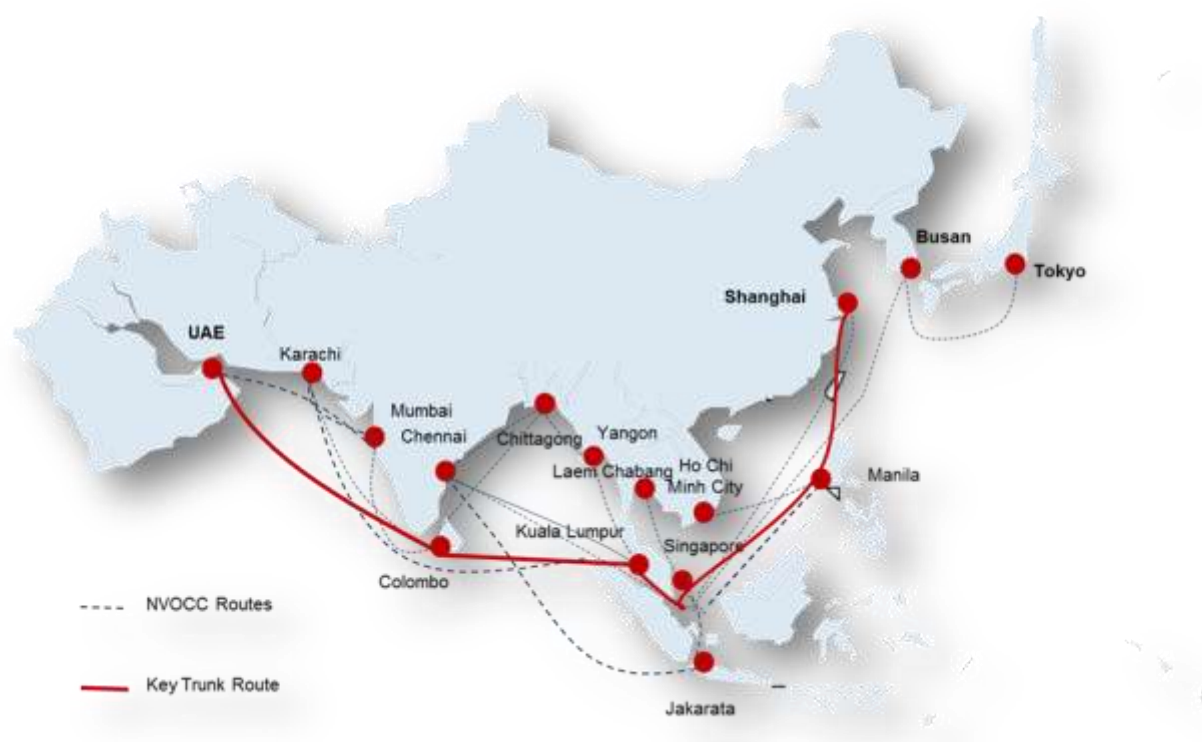 Busan
Tokyo
Shanghai
UAE
Karachi
Mumbai
Chennai
Chittagong
Yangon
Laem Chabang
Ho Chi
Minh City
Manila
Kuala Lumpur
Singapore
Colombo
NVOCC Routes
Key Trunk Route
Jakarata